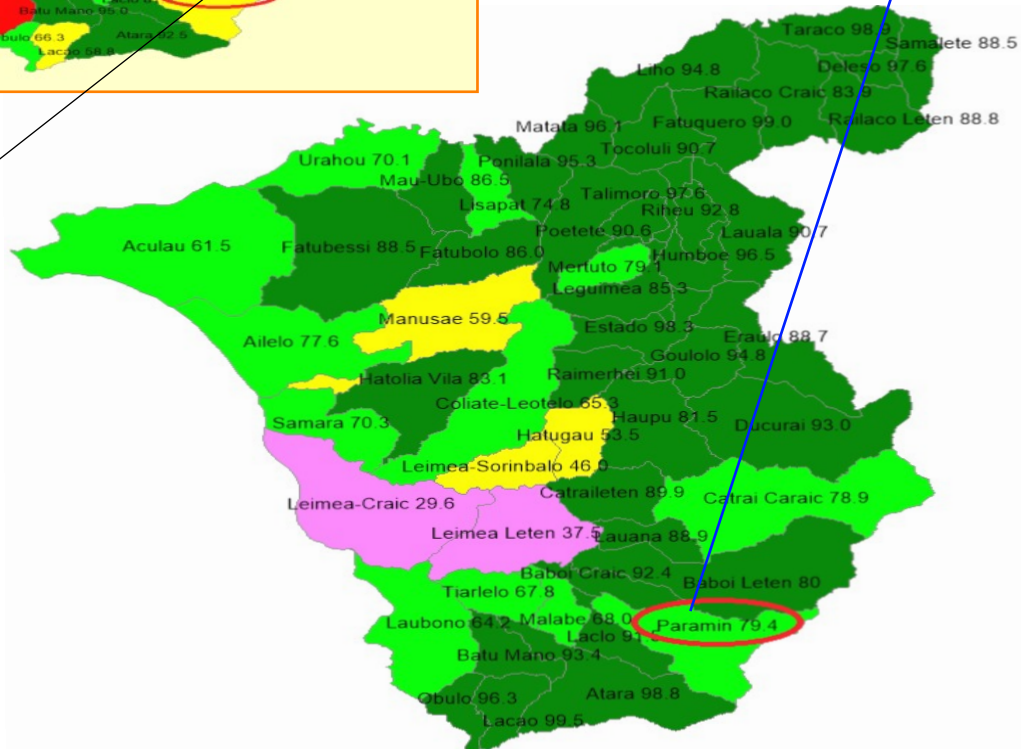 Batu Mano 95.0
Atara 92.5
bulo 66.3
Lacao 58.8
Taraco 98.9
Samalete 88.5
Liho 94.8
Deleso 97.6
Railaco Craic 83.9
Railaco Leten 88.8
Matata 96.1
Fatuquero 99.0
Tocoluli 90.7
Urahou 70.1
Ponilala 95.3
Mau-Ubo 86.5
Talimoro 97.6
Lisapat 74.8
Riheu 92.8
Poetete 90.6
Lauala 90.7
Aculau 61.5
Fatubessi 88.5
Fatubolo 86.0
Humboe 96.5
Mertuto 79.1
Leguimea 85.3
Manusae 59.5
Estado 98.3
Eraulo 88.7
Ailelo 77.6
Goulolo 94.8
Hatolia Vila 83.1
Raimerhei 91.0
Coliate-Leotelo 65.3
Haupu 81.5
Samara 70.3
Ducurai 93.0
Hatugau 53.5
Leimea-Sorinbalo 46.0
Catraileten 89.9
Catrai Caraic 78.9
Leimea-Craic 29.6
Leimea Leten 37.5
Lauana 88.9
Baboi Craic 92.4
Baboi Leten 80
Tiarlelo 67.8
Laubono 64.2
Malabe 68.0
Paramin 79.4
Laclo
Batu Mano 93.4
Obulo 96.3
Atara 98.8
Lacao 99.5